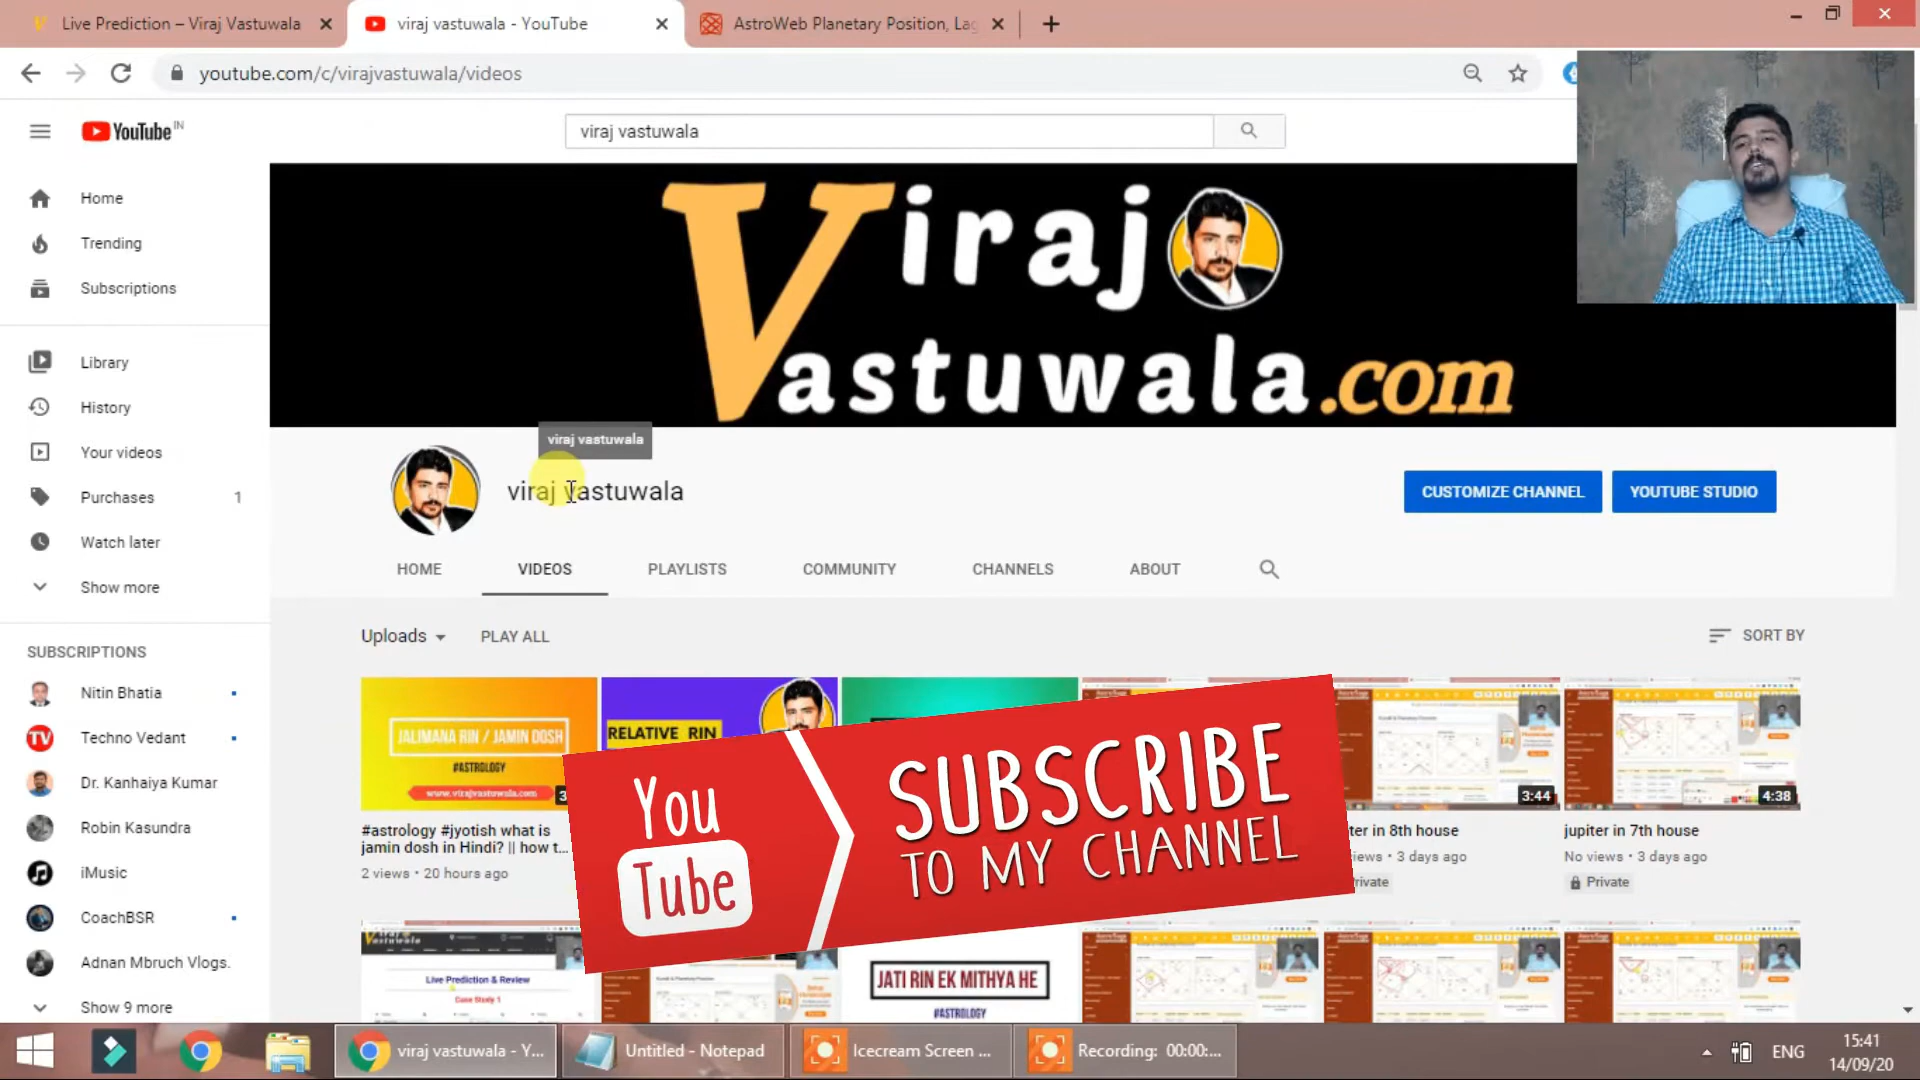 Live Prediction – Viraj Vastuwala
viraj vastuwala - YouTube
AstroWeb Planetary Position, Lag
youtube.com/c/virajvastuwala/videos
YouTube IN
viraj vastuwala
Viraj
Vastuwala.com
Home
Trending
Subscriptions
Library
History
Your videos
Purchases 1
Watch later
Show more
SUBSCRIPTIONS
Nitin Bhatia
TV Techno Vedant
Dr. Kanhaiya Kumar
Robin Kasundra
iMusic
CoachBSR
Adnan Mbruch Vlogs.
Show 9 more
viraj vastuwala
viraj vastuwala
CUSTOMIZE CHANNEL
YOUTUBE STUDIO
HOME
VIDEOS
PLAYLISTS
COMMUNITY
CHANNELS
ABOUT
Uploads
PLAY ALL
SORT BY
JALIMANA RIN / JAMIN DOSH
#ASTROLOGY
www.virajvastuwala.com
RELATIVE RIN
3:44
4:38
#astrology #jyotish what is
jamin dosh in Hindi? || how t...
2 views • 20 hours ago
ter in 8th house
iews • 3 days ago
rivate
jupiter in 7th house
No views • 3 days ago
Private
You
Tube
SUBSCRIBE
TO MY CHANNEL
Live Prediction & Review
Case Study 1
JATI RIN EK MITHYA HE
#ASTROLOGY
viraj vastuwala - Y...
Untitled - Notepad
Icecream Screen ...
Recording: 00:00:...
ENG
15:41
14/09/20